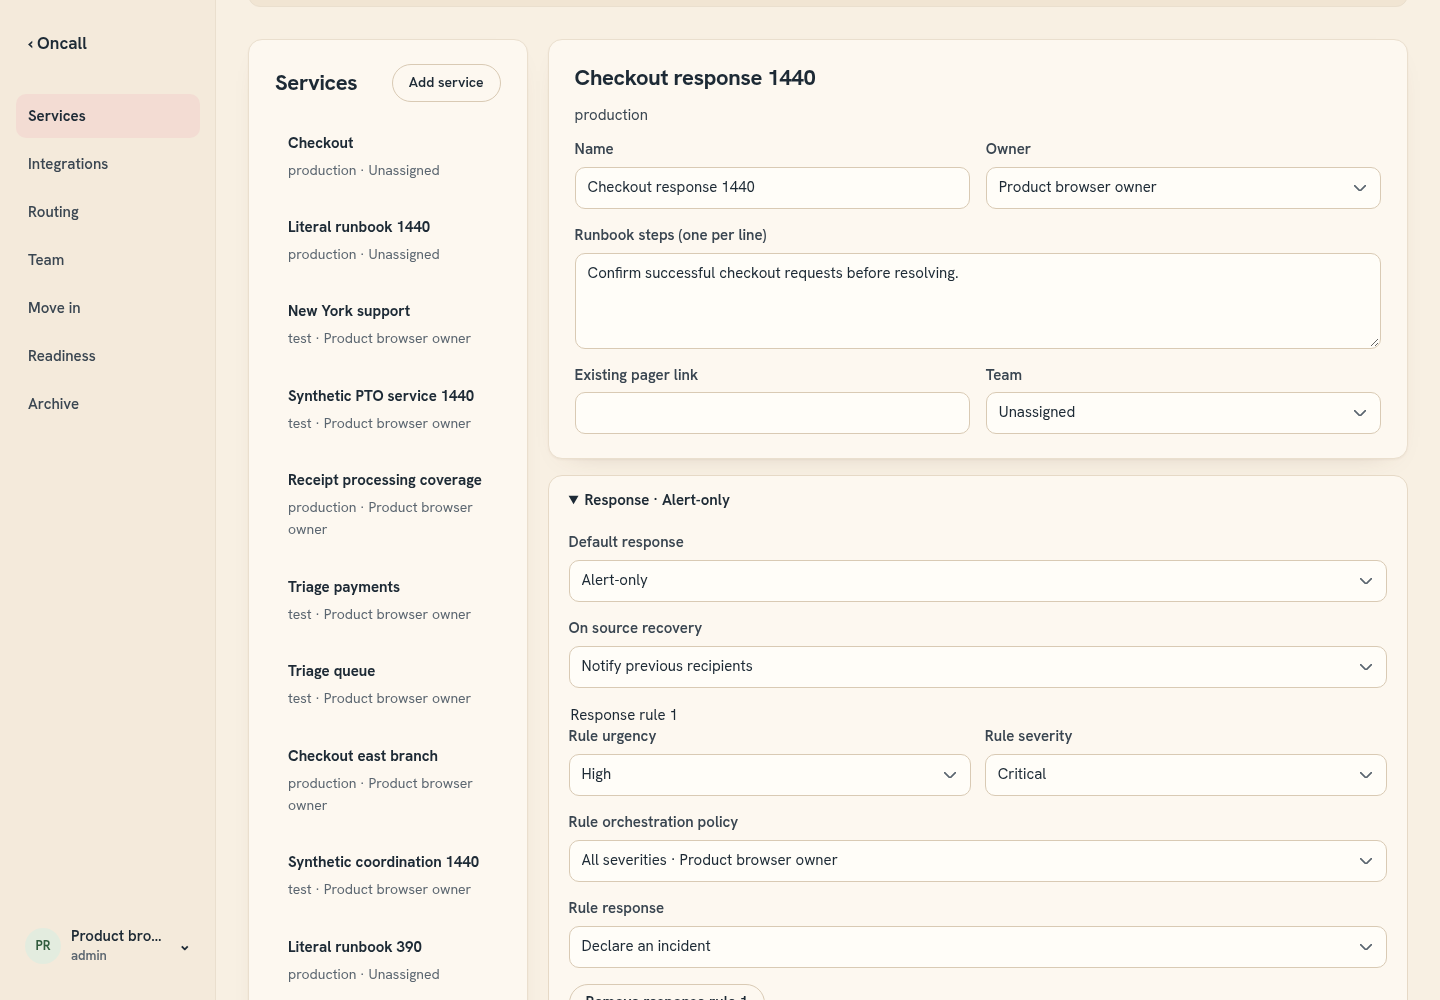 ‹ Oncall
Services
Integrations
Routing
Team
Move in
Readiness
Archive
PR
Product bro...
admin
Services
Add service
Checkout
production · Unassigned
Literal runbook 1440
production · Unassigned
New York support
test · Product browser owner
Synthetic PTO service 1440
test · Product browser owner
Receipt processing coverage
production · Product browser
owner
Triage payments
test · Product browser owner
Triage queue
test · Product browser owner
Checkout east branch
production · Product browser
owner
Synthetic coordination 1440
test · Product browser owner
Literal runbook 390
production · Unassigned
Checkout response 1440
production
Name
Owner
Checkout response 1440
Product browser owner
Runbook steps (one per line)
Confirm successful checkout requests before resolving.
Existing pager link
Team
Unassigned
▼ Response · Alert-only
Default response
Alert-only
On source recovery
Notify previous recipients
Response rule 1
Rule urgency
Rule severity
High
Critical
Rule orchestration policy
All severities · Product browser owner
Rule response
Declare an incident
Remove response rule 1